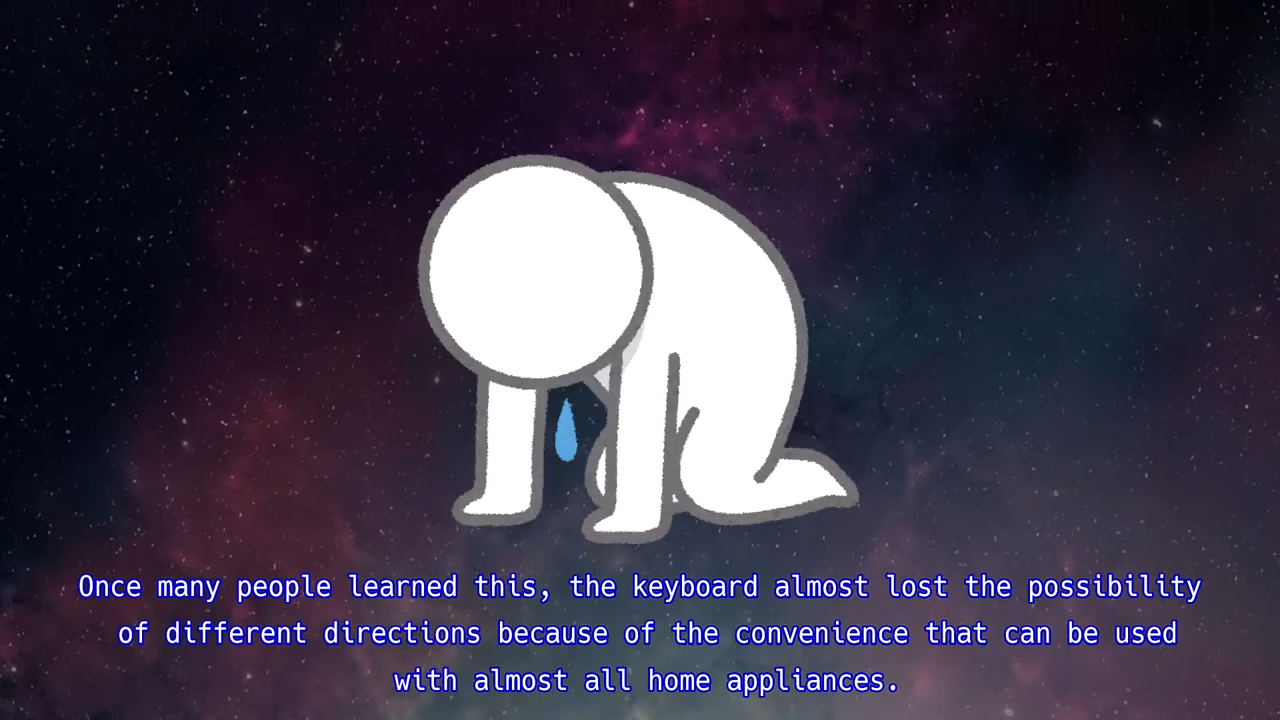 Once many people learned this, the keyboard almost lost the possibility
of different directions because of the convenience that can be used
with almost all home appliances.